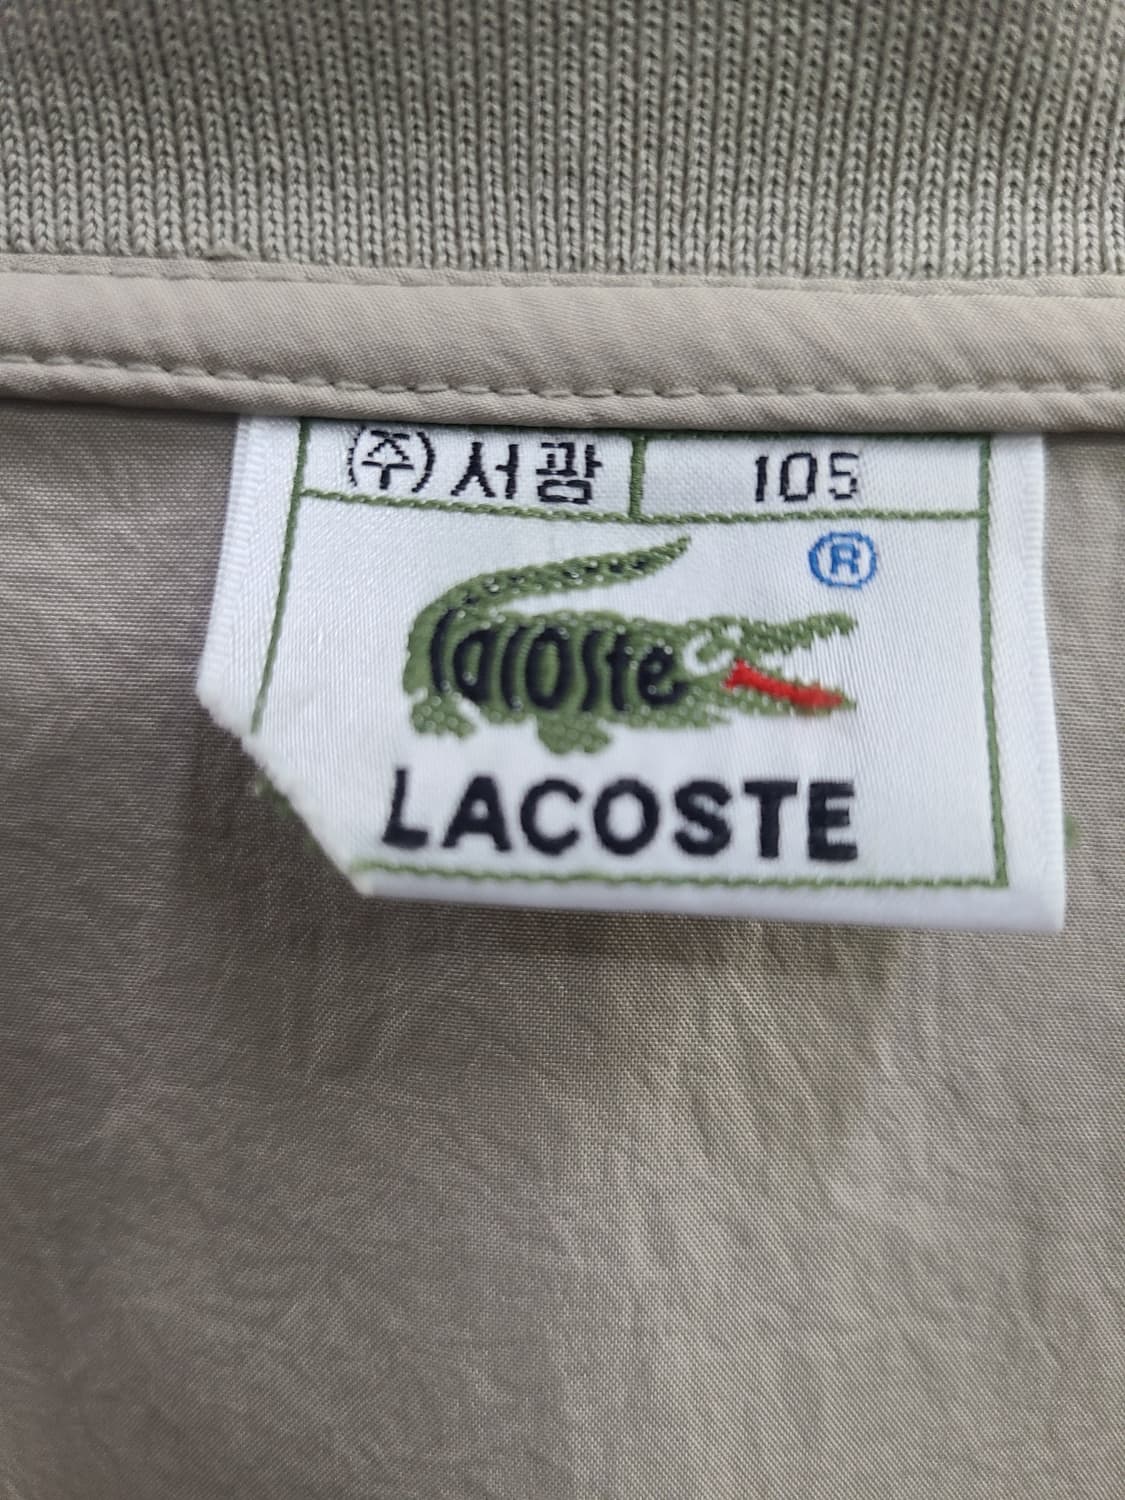 (주)서광 105
®
lacoste
LACOSTE